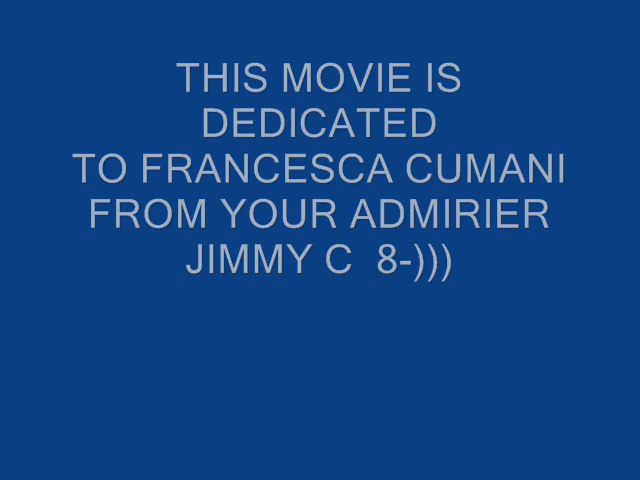 THIS MOVIE IS
DEDICATED
TO FRANCESCA CUMANI
FROM YOUR ADMIRIER
JIMMY C  8-)))